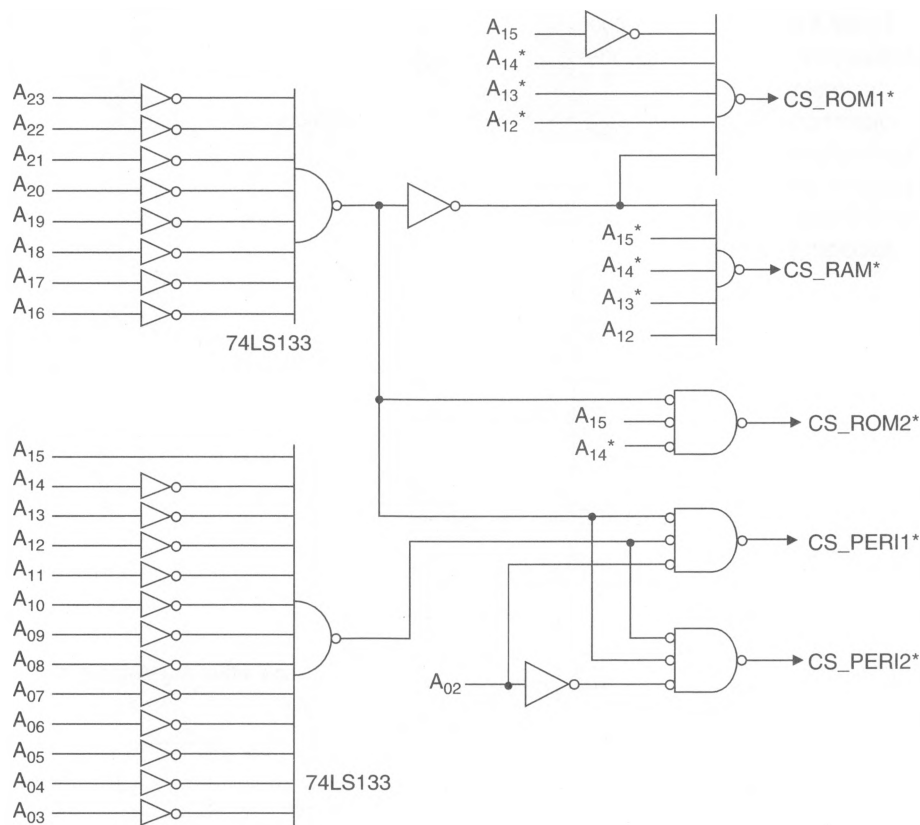 A23
A22
A21
A20
A19
A18
A17
A16
74LS133
A15
A14*
A13*
A12*
CS_ROM1*
A15*
A14*
A13*
A12
CS_RAM*
A15
A14*
CS_ROM2*
A15
A14
A13
A12
A11
A10
A09
A08
A07
A06
A05
A04
A03
74LS133
CS_PERI1*
A02
CS_PERI2*